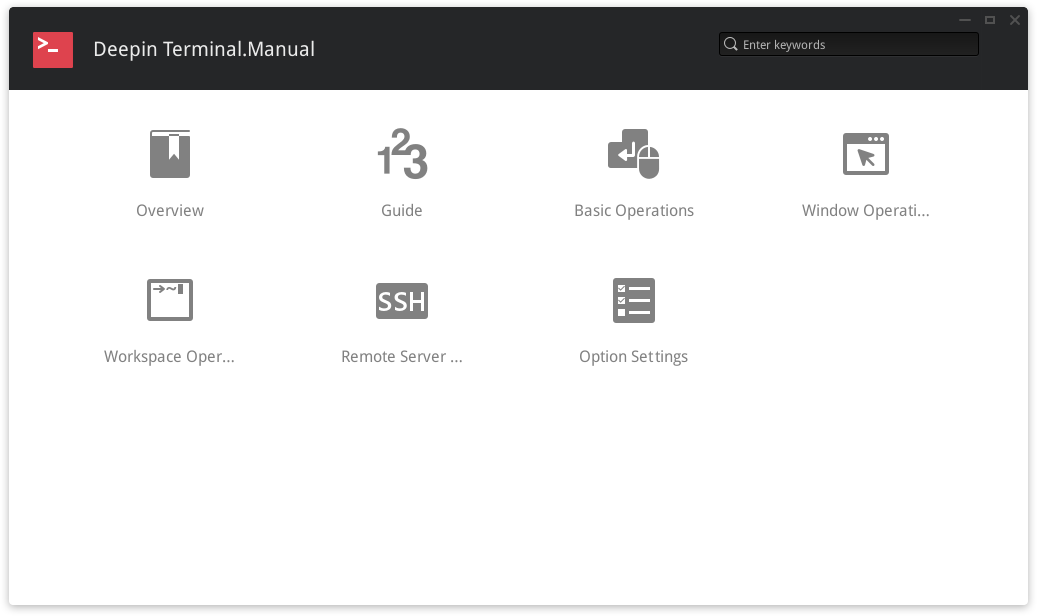 Deepin Terminal.Manual
Enter keywords
123
Overview
Guide
Basic Operations
Window Operati...
SSH
Workspace Oper...
Remote Server ...
Option Settings